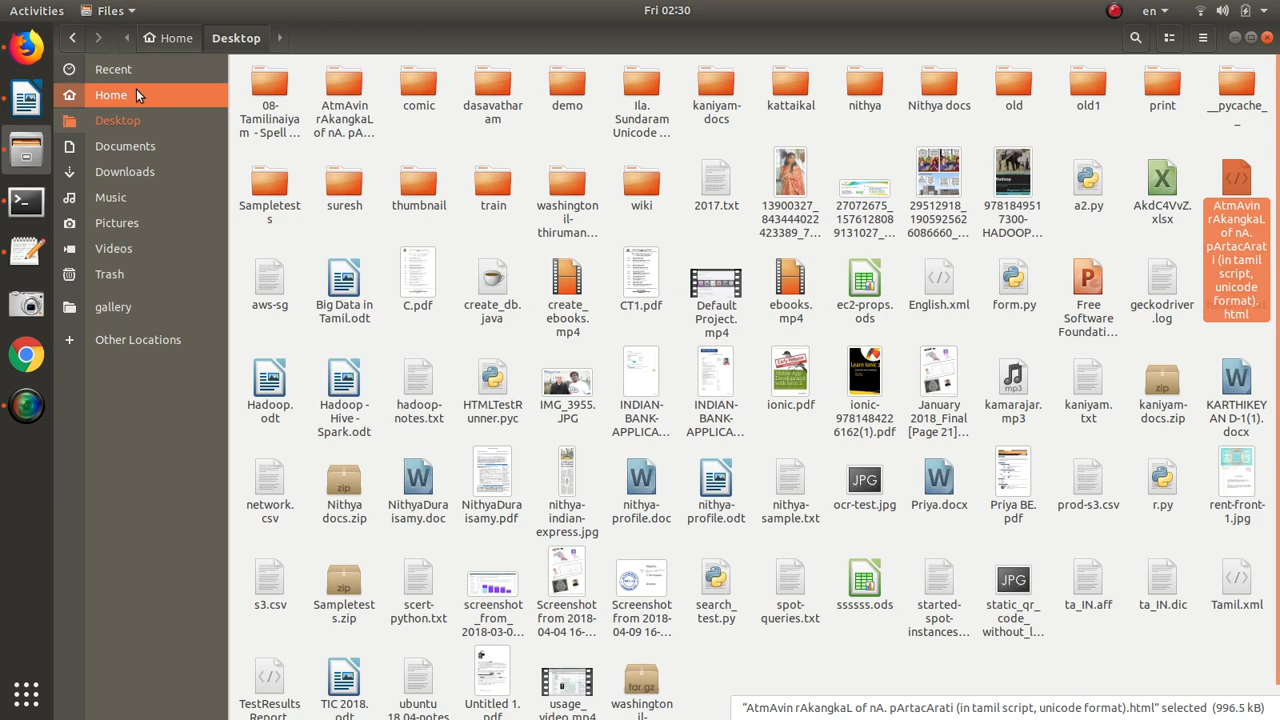 Activities Files Fri 02:30 en
Home Desktop
Recent
Home
Desktop
Documents
Downloads
Music
Pictures
Videos
Trash
gallery
Other Locations
08-
Tamilinaiya
m - Spell ...
AtmAvin
rAkangkaL
of nA. pA...
comic
dasavathar
am
demo
Ila.
Sundaram
Unicode ...
kaniyam-
docs
kattaikal
nithya
Nithya docs
old
old1
print
__pycache_
_
Sampletest
s
suresh
thumbnail
train
washington
il-
thiruman...
wiki
2017.txt
13900327_
843444022
423389_7...
27072675_
157612808
9131027_...
29512918_
190592562
6086660_...
978184951
7300-
HADOOP...
a2.py
AkdC4VvZ.
xlsx
AtmAvin
rAkangkaL
of nA.
pArtacArat
i (in tamil
script,
unicode
format).
html
aws-sg
Big Data in
Tamil.odt
C.pdf
create_db.
java
create_
ebooks.
mp4
CT1.pdf
Default
Project.
mp4
ebooks.
mp4
ec2-props.
ods
English.xml
form.py
Free
Software
Foundati...
geckodriver
.log
Hadoop.
odt
Hadoop -
Hive -
Spark.odt
hadoop-
notes.txt
HTMLTestR
unner.pyc
IMG_3955.
JPG
INDIAN-
BANK-
APPLICA...
INDIAN-
BANK-
APPLICA...
ionic.pdf
ionic-
978148422
6162(1).pdf
January
2018_Final
[Page 21]...
mp3
kamarajar.
mp3
kaniyam.
txt
zip
kaniyam-
docs.zip
KARTHIKEY
AN D-1(1).
docx
network.
csv
zip
Nithya
docs.zip
NithyaDura
isamy.doc
NithyaDura
isamy.pdf
nithya-
indian-
express.jpg
nithya-
profile.doc
nithya-
profile.odt
nithya-
sample.txt
JPG
ocr-test.jpg
Priya.docx
Priya BE.
pdf
prod-s3.csv
r.py
rent-front-
1.jpg
s3.csv
zip
Sampletest
s.zip
scert-
python.txt
screenshot
_from_
2018-03-0...
Screenshot
from 2018-
04-04 16-...
Screenshot
from 2018-
04-09 16-...
search_
test.py
spot-
queries.txt
ssssss.ods
started-
spot-
instances...
JPG
static_qr_
code_
without_l...
ta_IN.aff
ta_IN.dic
Tamil.xml
TestResults
Report
TIC 2018.
odt
ubuntu
18.04-notes
Untitled 1.
pdf
usage_
video.mp4
tar.gz
washington
il-
"AtmAvin rAkangkaL of nA. pArtacArati (in tamil script, unicode format).html" selected (996.5 kB)